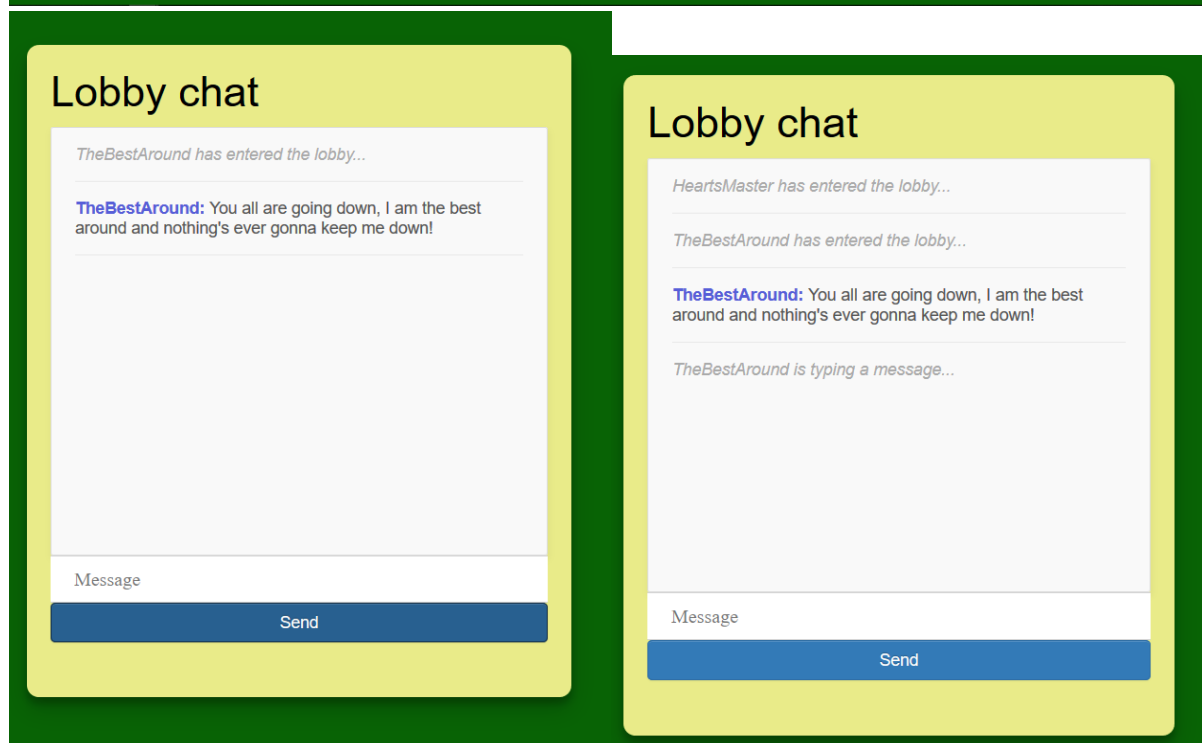 Lobby chat
TheBestAround has entered the lobby...
TheBestAround: You all are going down, I am the best
around and nothing's ever gonna keep me down!
Message
Send
Lobby chat
HeartsMaster has entered the lobby...
TheBestAround has entered the lobby...
TheBestAround: You all are going down, I am the best
around and nothing's ever gonna keep me down!
TheBestAround is typing a message...
Message
Send